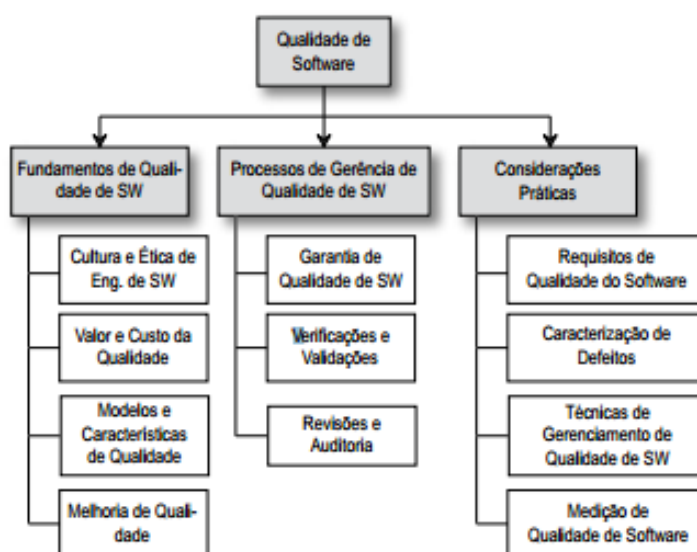 Qualidade de
Software
Fundamentos de Quali-
dade de SW
Processos de Gerência de
Qualidade de SW
Considerações
Práticas
Cultura e Ética de
Eng. de SW
Valor e Custo da
Qualidade
Modelos e
Características
de Qualidade
Melhoria de Quali-
dade
Garantia de
Qualidade de SW
Verificações e
Validações
Revisões e
Auditoria
Requisitos de
Qualidade do Software
Caracterização de
Defeitos
Técnicas de
Gerenciamento de
Qualidade de SW
Medição de
Qualidade de Software